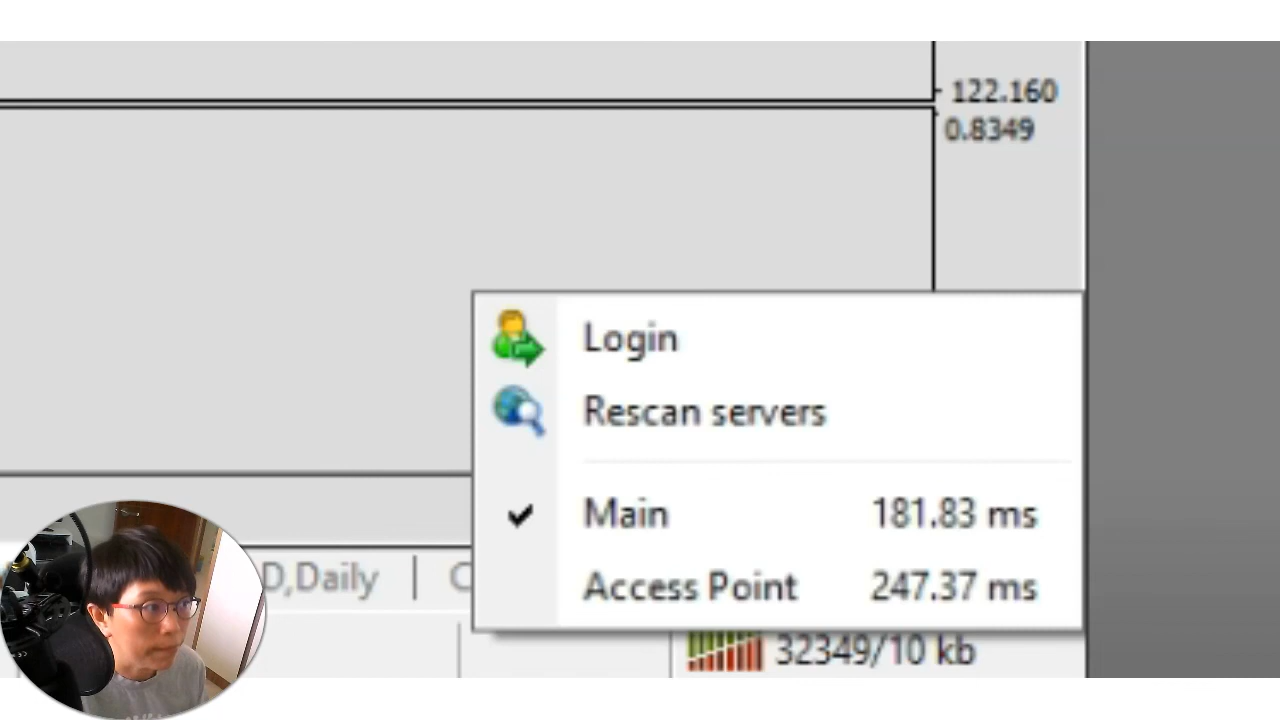 122.160
0.8349
Login
Rescan servers
Main 181.83 ms
Access Point 247.37 ms
D,Daily | C
32349/10 kb